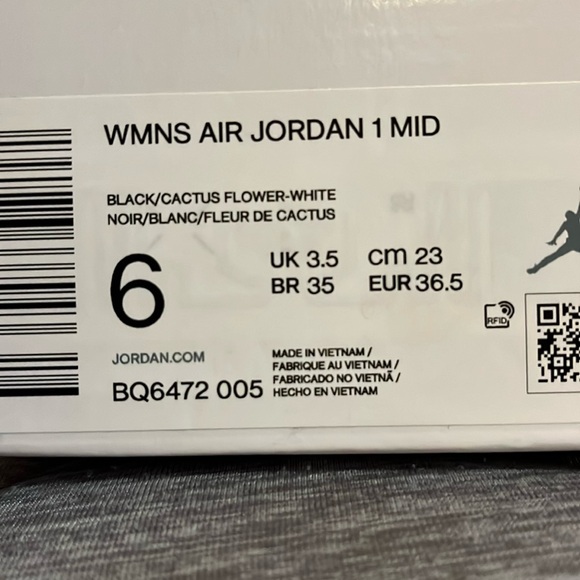 WMNS AIR JORDAN 1 MID
BLACK/CACTUS FLOWER-WHITE
NOIR/BLANC/FLEUR DE CACTUS
6
UK 3.5 cm 23
BR 35 EUR 36.5
RFID
JORDAN.COM
BQ6472 005
MADE IN VIETNAM /
FABRIQUE AU VIETNAM /
FABRICADO NO VIETNÃ /
HECHO EN VIETNAM